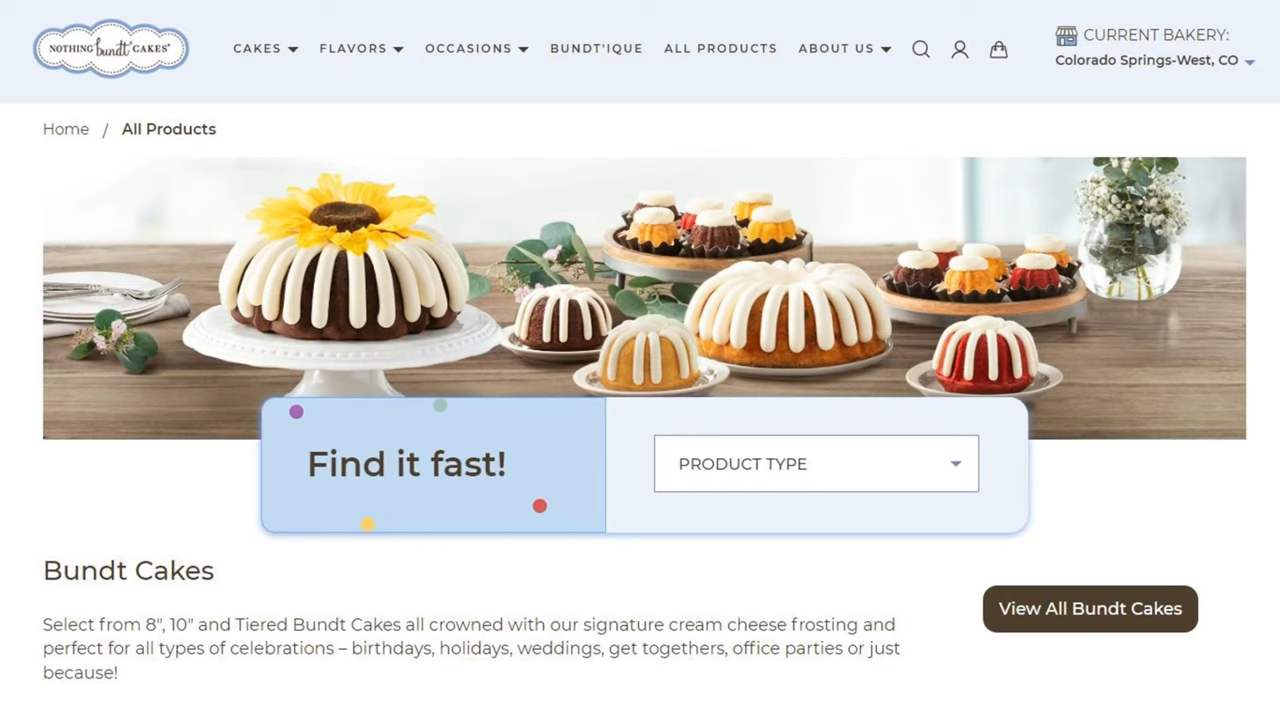 NOTHING bundt CAKES®
CAKES
FLAVORS
OCCASIONS
BUNDT'IQUE
ALL PRODUCTS
ABOUT US
CURRENT BAKERY:
Colorado Springs-West, CO
Home / All Products
Find it fast!
PRODUCT TYPE
Bundt Cakes
Select from 8", 10" and Tiered Bundt Cakes all crowned with our signature cream cheese frosting and
perfect for all types of celebrations – birthdays, holidays, weddings, get togethers, office parties or just
because!
View All Bundt Cakes